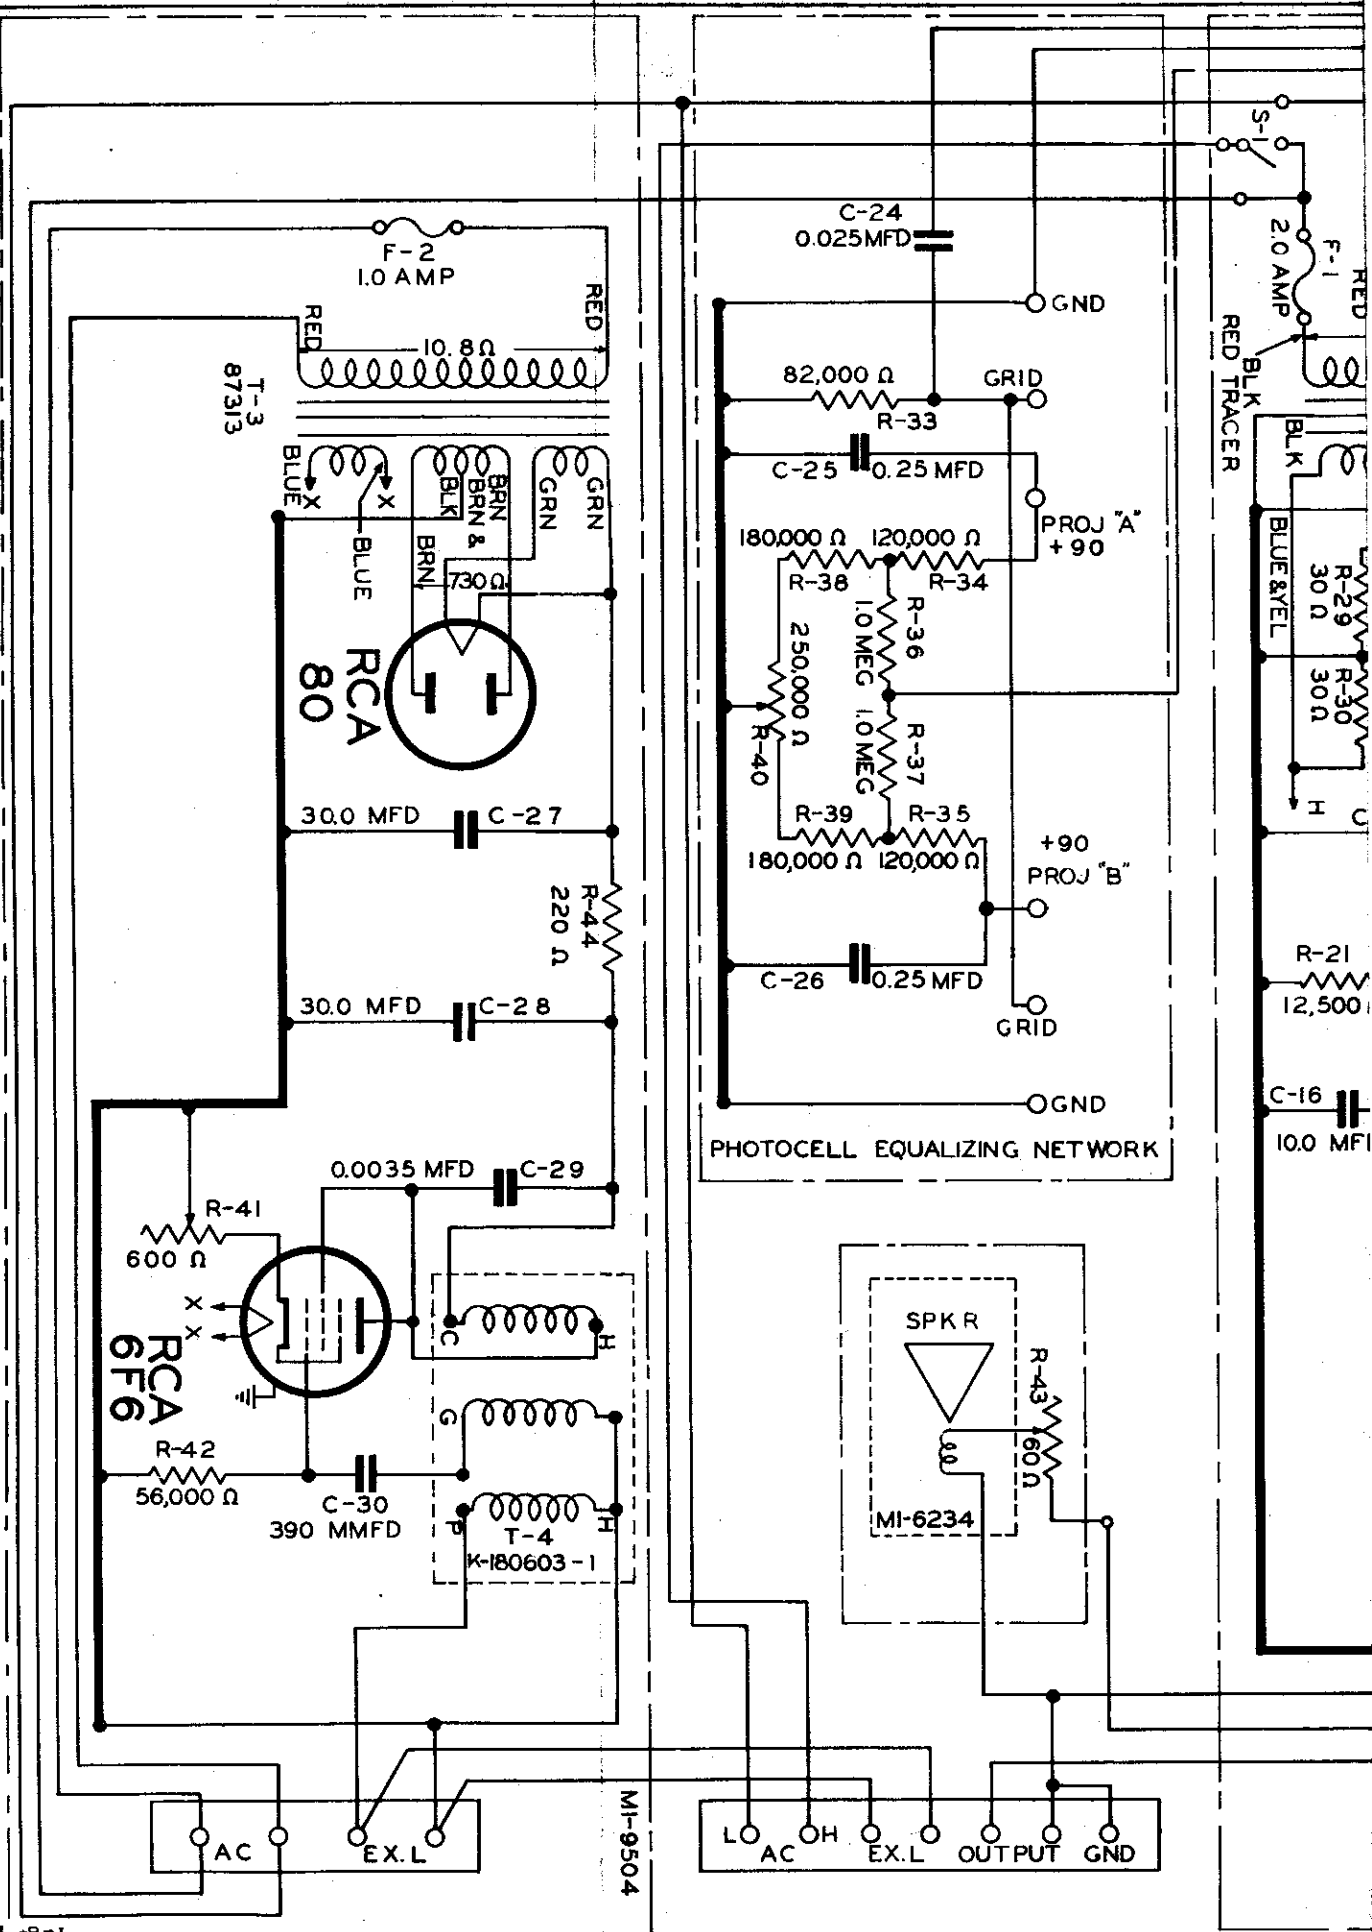 F-2
1.0 AMP
RED
RED
10.8Ω
T-3
87313
BLUE
X
X
BLUE
BLK
BRN &
BRN
BRN
GRN
GRN
730Ω
RCA
80
30.0 MFD
C-27
R-44
220 Ω
30.0 MFD
C-28
0.0035 MFD
C-29
R-41
600 Ω
X
X
RCA
6F6
C
H
G
R-42
56,000 Ω
C-30
390 MMFD
P
H
T-4
K-180603-1
AC
EX. L
MI-9504
C-24
0.025 MFD
GND
82,000 Ω
GRID
R-33
C-25
0.25 MFD
PROJ "A"
+90
180,000 Ω
120,000 Ω
R-38
R-34
R-36
1.0 MEG
250,000 Ω
R-40
R-37
1.0 MEG
R-39
R-35
180,000 Ω
120,000 Ω
+90
PROJ "B"
C-26
0.25 MFD
GRID
GND
PHOTOCELL EQUALIZING NETWORK
SPKR
R-43
60Ω
MI-6234
L
AC
H
EX.L
OUTPUT
GND
S-1
F-1
2.0 AMP
RED
BLK
RED TRACER
BLK
BLUE&YEL
R-29
30 Ω
R-30
30 Ω
H
C
R-21
12,500
C-16
10.0 MF